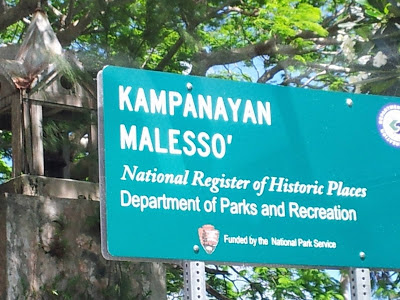 KAMPANAYAN
MALESSO'
National Register of Historic Places
Department of Parks and Recreation
Funded by the National Park Service